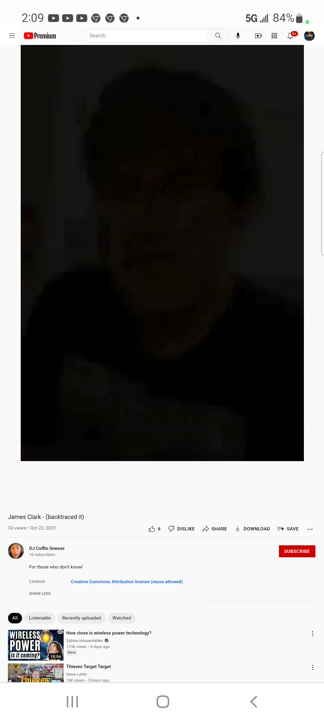 2:09
5G 84%
Premium
Search
9+
James Clark - (backtraced it)
33 views • Oct 22, 2021
6 DISLIKE SHARE DOWNLOAD SAVE
DJ Coffin Sneeze
18 subscribers
SUBSCRIBE
For those who don't know!
License Creative Commons Attribution license (reuse allowed)
SHOW LESS
All Listenable Recently uploaded Watched
WIRELESS
POWER
Is it coming?
How close is wireless power technology?
Sabine Hossenfelder
New
Thieves Target Target
Steve Lehto